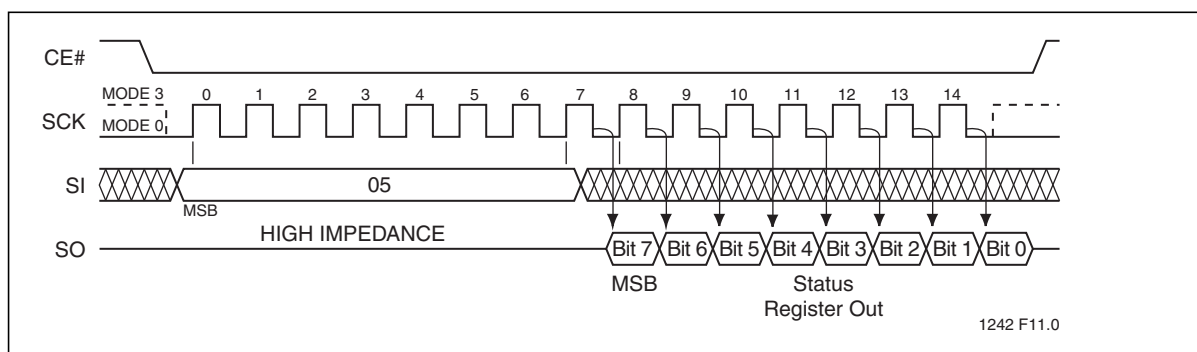 CE#
MODE 3
0 1 2 3 4 5 6 7 8 9 10 11 12 13 14
SCK
MODE 0
SI
05
MSB
HIGH IMPEDANCE
SO
Bit 7 Bit 6 Bit 5 Bit 4 Bit 3 Bit 2 Bit 1 Bit 0
MSB
Status
Register Out
1242 F11.0